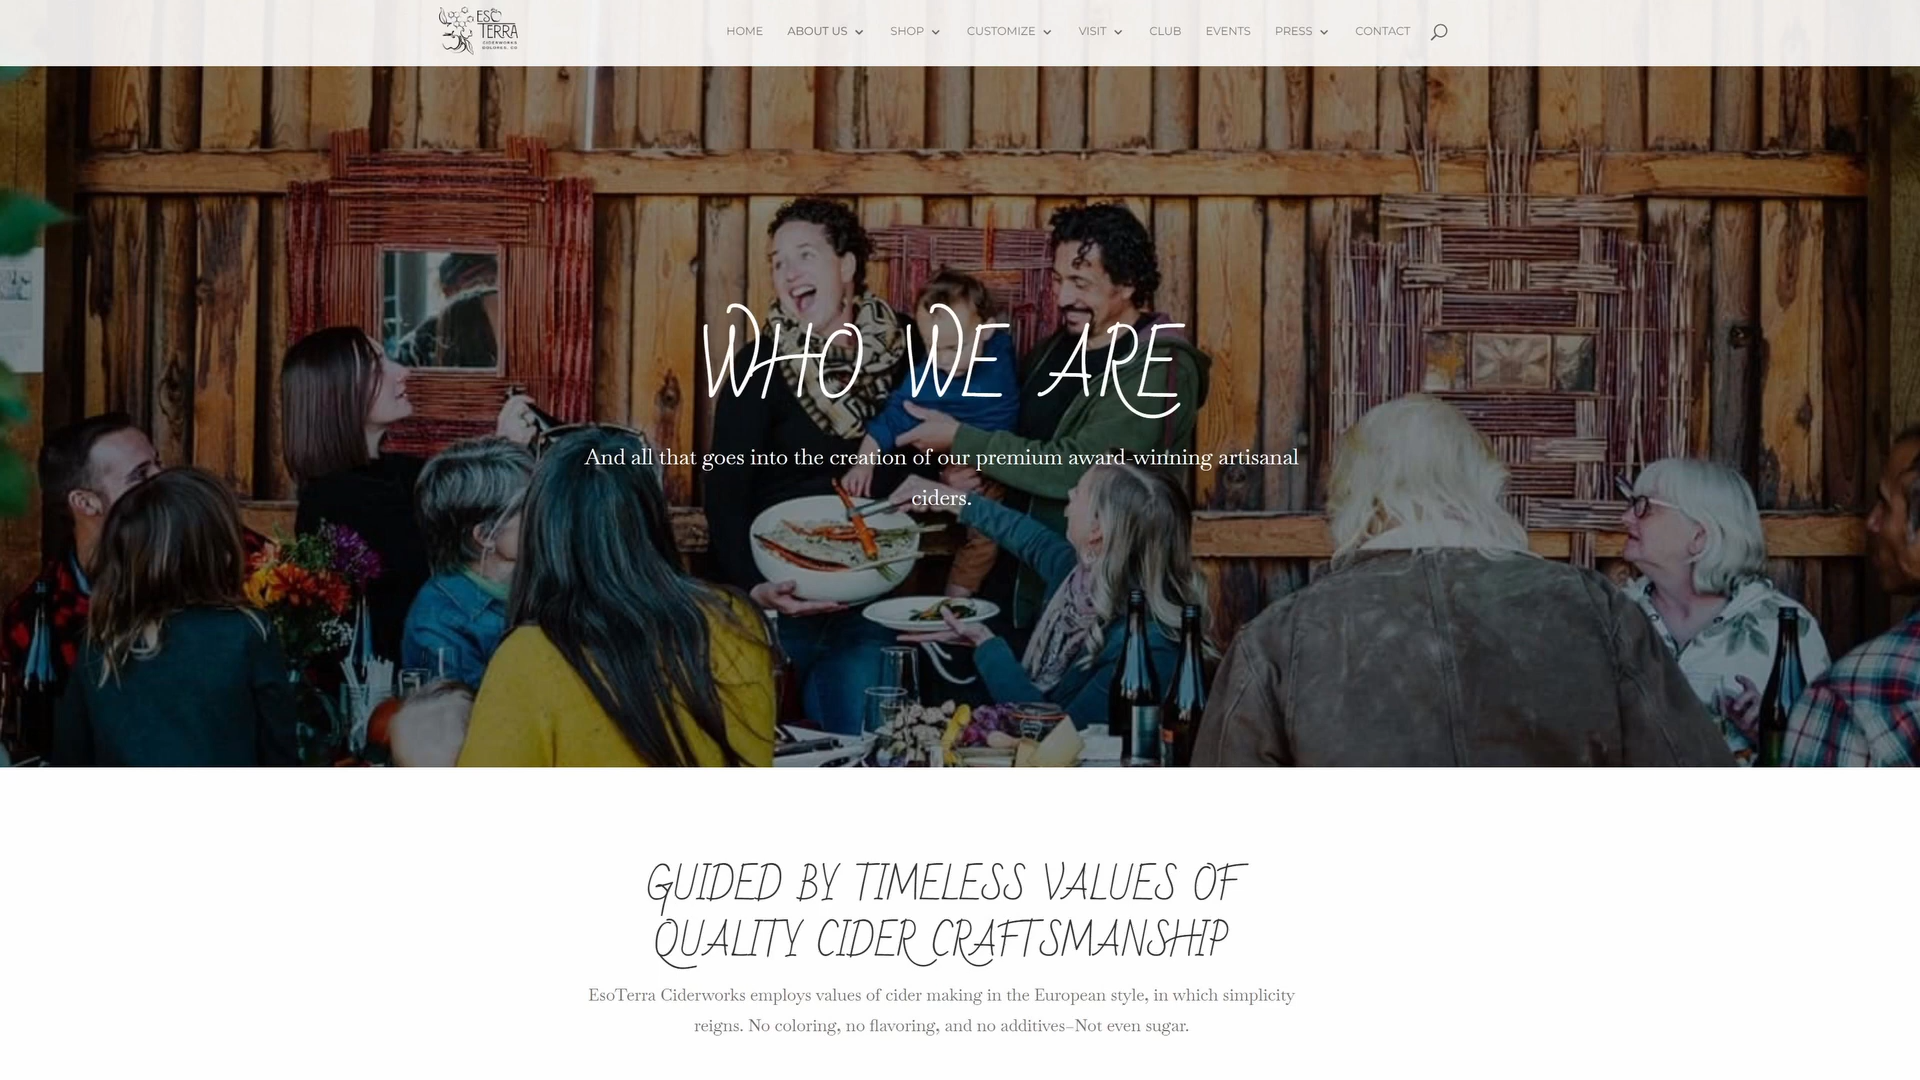 ESO
TERRA
CIDERWORKS
DOLORES, CO
HOME
ABOUT US
SHOP
CUSTOMIZE
VISIT
CLUB
EVENTS
PRESS
CONTACT
WHO WE ARE
And all that goes into the creation of our premium award-winning artisanal
ciders.
GUIDED BY TIMELESS VALUES OF
QUALITY CIDER CRAFTSMANSHIP
EsoTerra Ciderworks employs values of cider making in the European style, in which simplicity
reigns. No coloring, no flavoring, and no additives–Not even sugar.